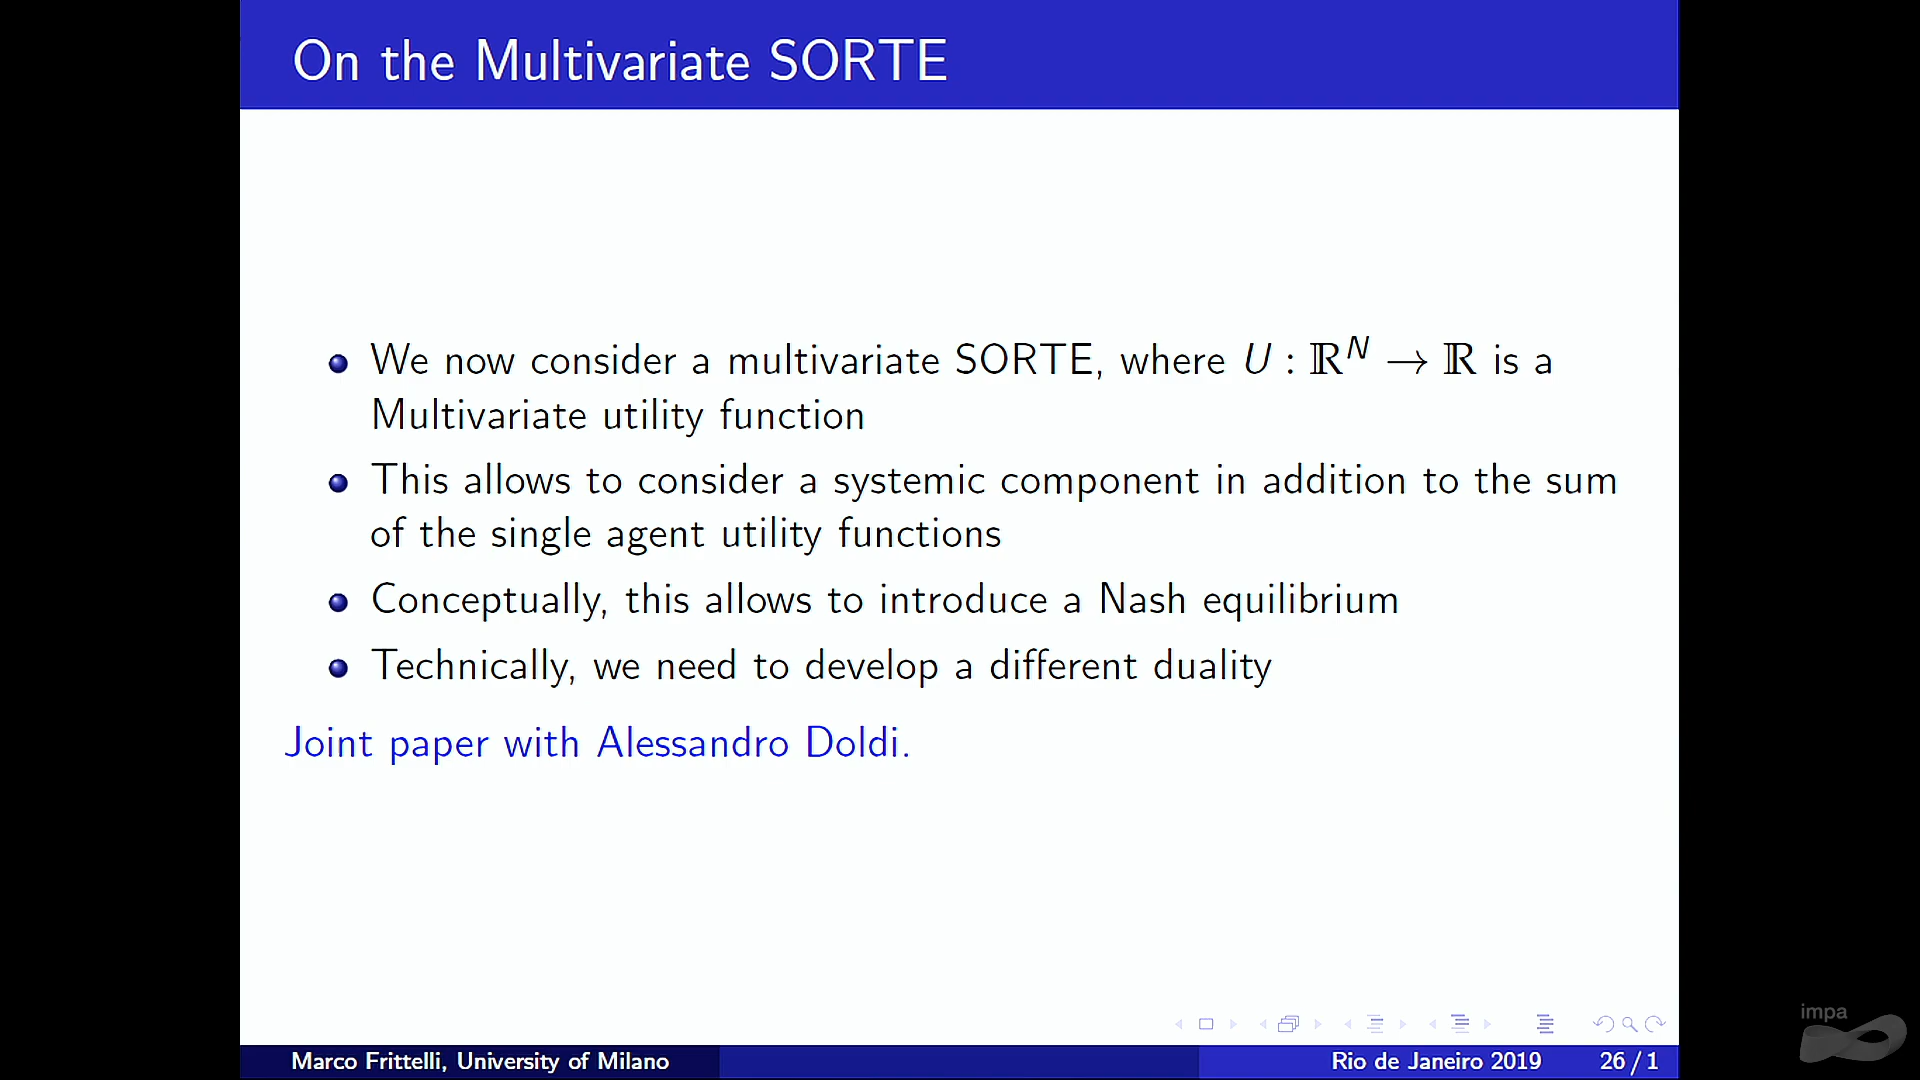 On the Multivariate SORTE
We now consider a multivariate SORTE, where U : ℝᴺ → ℝ is a
Multivariate utility function
This allows to consider a systemic component in addition to the sum
of the single agent utility functions
Conceptually, this allows to introduce a Nash equilibrium
Technically, we need to develop a different duality
Joint paper with Alessandro Doldi.
impa
Marco Frittelli, University of Milano
Rio de Janeiro 2019
26 / 1